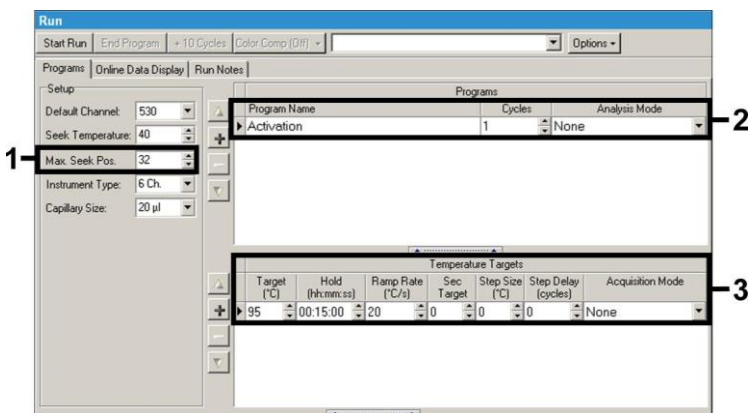 Run
Start Run End Program + 10 Cycles Color Comp (Off) Options
Programs Online Data Display Run Notes
Setup
Default Channel: 530
Seek Temperature: 40
Max. Seek Pos. 32
Instrument Type: 6 Ch.
Capillary Size: 20 µl
1
Programs
Program Name Cycles Analysis Mode
Activation 1 None
2
Temperature Targets
Target (°C) Hold (hh:mm:ss) Ramp Rate (°C/s) Sec Target Step Size (°C) Step Delay (cycles) Acquisition Mode
95 00:15:00 20 0 0 0 None
3